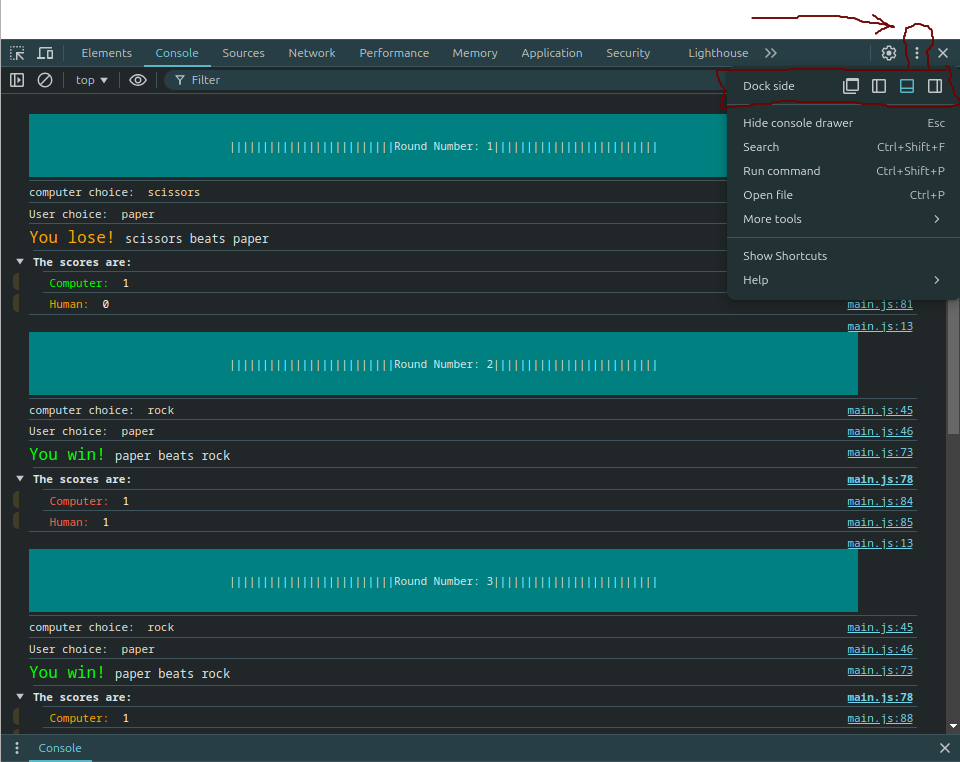 Elements Console Sources Network Performance Memory Application Security Lighthouse
top Filter
Dock side
Hide console drawer Esc
Search Ctrl+Shift+F
Run command Ctrl+Shift+P
Open file Ctrl+P
More tools
Show Shortcuts
Help
||||||||||||||||||||||||||Round Number: 1||||||||||||||||||||||||||
computer choice: scissors
User choice: paper
You lose! scissors beats paper
The scores are:
Computer: 1
Human: 0 main.js:81
main.js:13
||||||||||||||||||||||||||Round Number: 2||||||||||||||||||||||||||
computer choice: rock main.js:45
User choice: paper main.js:46
You win! paper beats rock main.js:73
The scores are: main.js:78
Computer: 1 main.js:84
Human: 1 main.js:85
main.js:13
||||||||||||||||||||||||||Round Number: 3||||||||||||||||||||||||||
computer choice: rock main.js:45
User choice: paper main.js:46
You win! paper beats rock main.js:73
The scores are: main.js:78
Computer: 1 main.js:88
Console